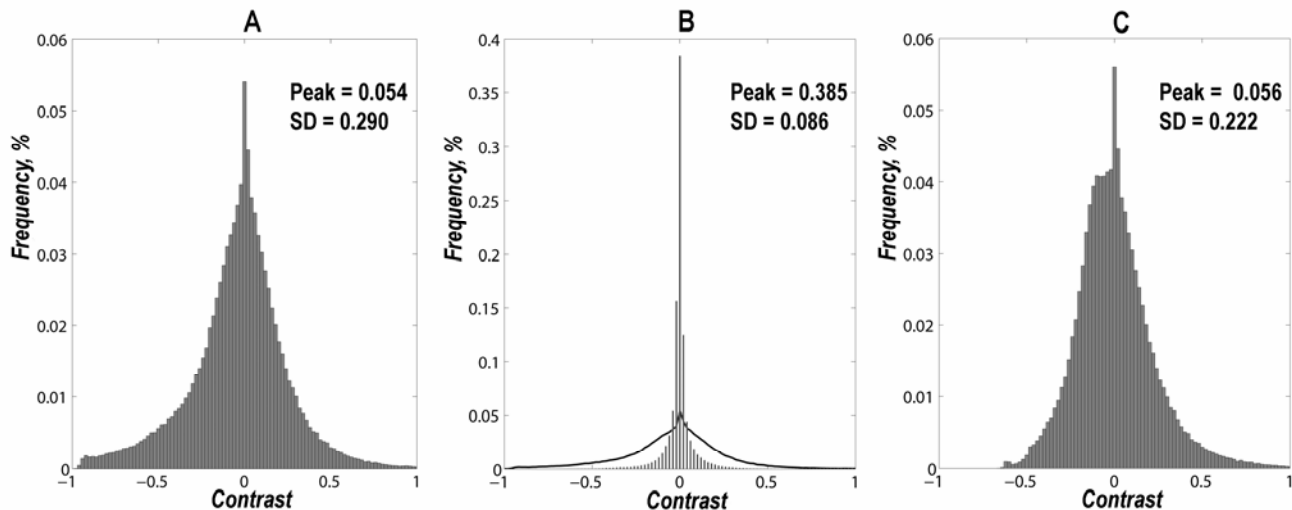 A
0.06
0.05
0.04
0.03
0.02
0.01
0
−1
−0.5
0
0.5
1
Frequency, %
Contrast
Peak = 0.054
SD = 0.290
B
0.4
0.35
0.3
0.25
0.2
0.15
0.1
0.05
0
−1
−0.5
0
0.5
1
Frequency, %
Contrast
Peak = 0.385
SD = 0.086
C
0.06
0.05
0.04
0.03
0.02
0.01
0
−1
−0.5
0
0.5
1
Frequency, %
Contrast
Peak = 0.056
SD = 0.222